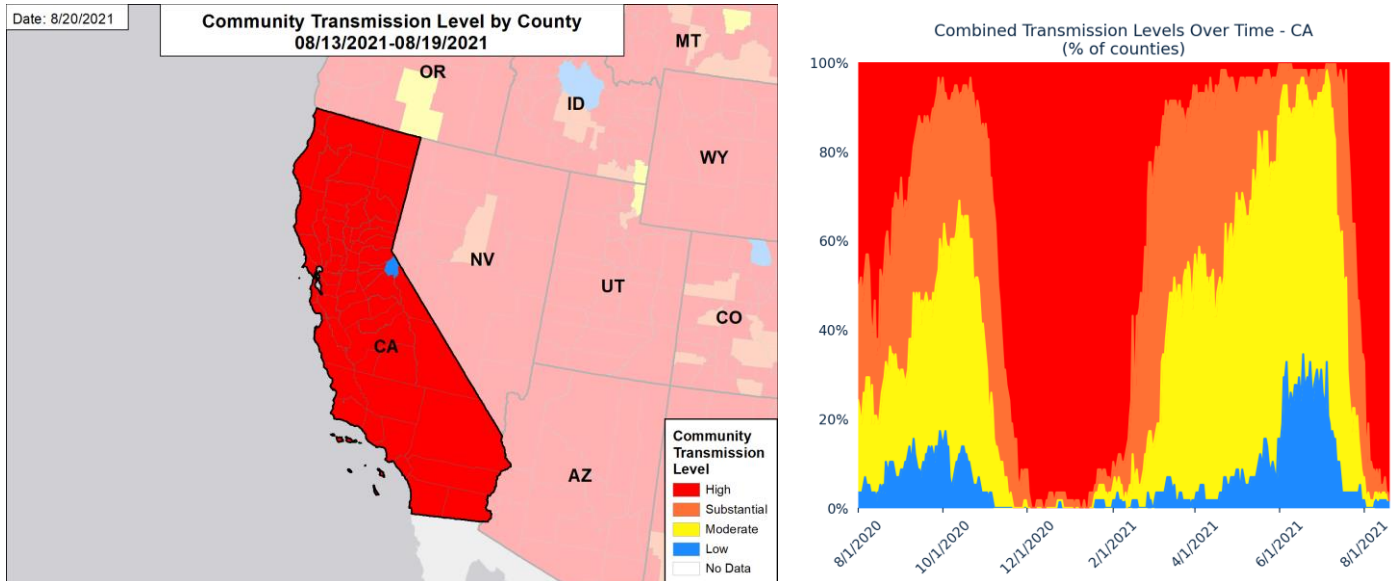 Date: 8/20/2021
Community Transmission Level by County
08/13/2021-08/19/2021
MT
OR
ID
WY
NV
UT
CO
CA
AZ
Community
Transmission
Level
High
Substantial
Moderate
Low
No Data
Combined Transmission Levels Over Time - CA
(% of counties)
100%
80%
60%
40%
20%
0%
8/1/2020
10/1/2020
12/1/2020
2/1/2021
4/1/2021
6/1/2021
8/1/2021